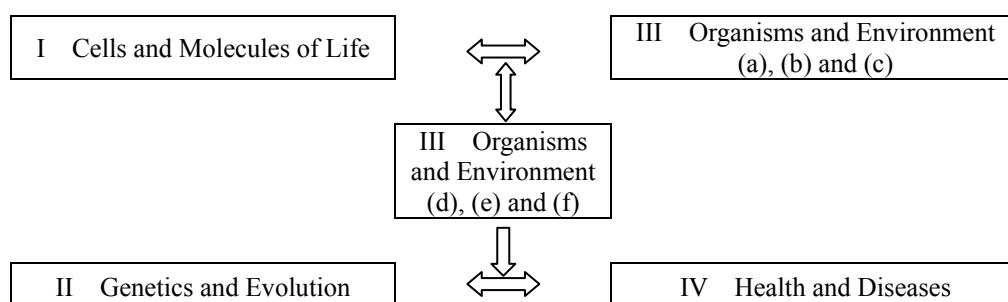 I Cells and Molecules of Life
III Organisms and Environment
(a), (b) and (c)
III Organisms
and Environment
(d), (e) and (f)
II Genetics and Evolution
IV Health and Diseases